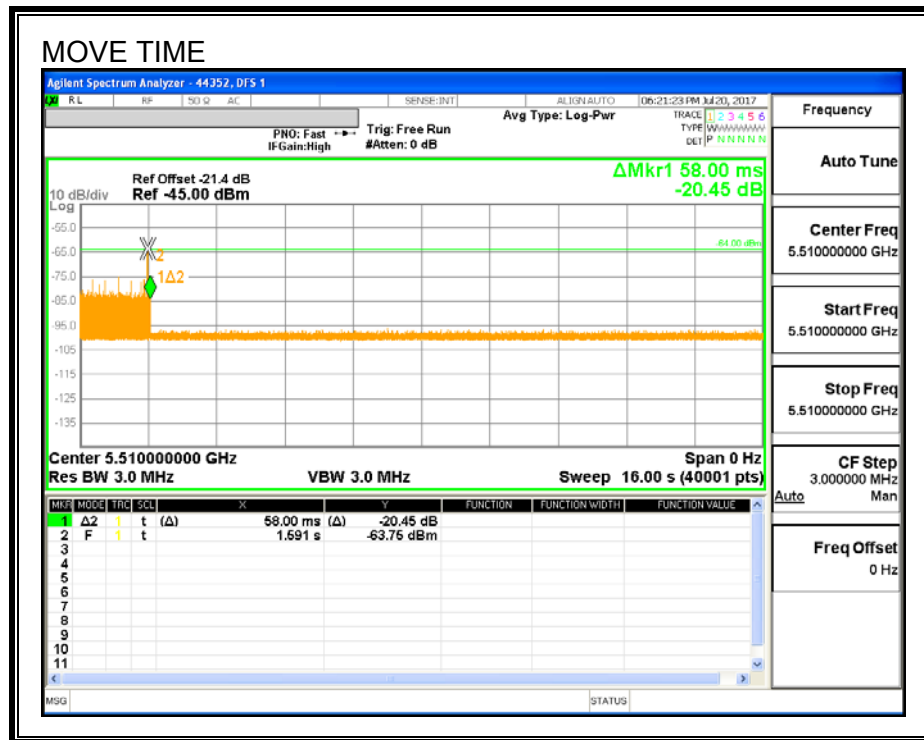 MOVE TIME
Agilent Spectrum Analyzer - 44352, DFS 1
LXI RL RF 50 Ω AC SENSE:INT ALIGNAUTO 06:21:23 PM Jul 20, 2017
PNO: Fast Trig: Free Run Avg Type: Log-Pwr TRACE 1 2 3 4 5 6
IFGain:High #Atten: 0 dB TYPE WWWWWW
DET P N N N N N
Ref Offset -21.4 dB ΔMkr1 58.00 ms
10 dB/div Ref -45.00 dBm -20.45 dB
Log
-55.0
-65.0
-75.0
-85.0
-95.0
-105
-115
-125
-135
-64.00 dBm
2
1Δ2
Center 5.510000000 GHz Span 0 Hz
Res BW 3.0 MHz VBW 3.0 MHz Sweep 16.00 s (40001 pts)
MKR MODE TRC SCL X Y FUNCTION FUNCTION WIDTH FUNCTION VALUE
1 Δ2 1 t (Δ) 58.00 ms (Δ) -20.45 dB
2 F 1 t 1.591 s -63.75 dBm
3
4
5
6
7
8
9
10
11
MSG STATUS
Frequency
Auto Tune
Center Freq
5.510000000 GHz
Start Freq
5.510000000 GHz
Stop Freq
5.510000000 GHz
CF Step
3.000000 MHz
Auto Man
Freq Offset
0 Hz